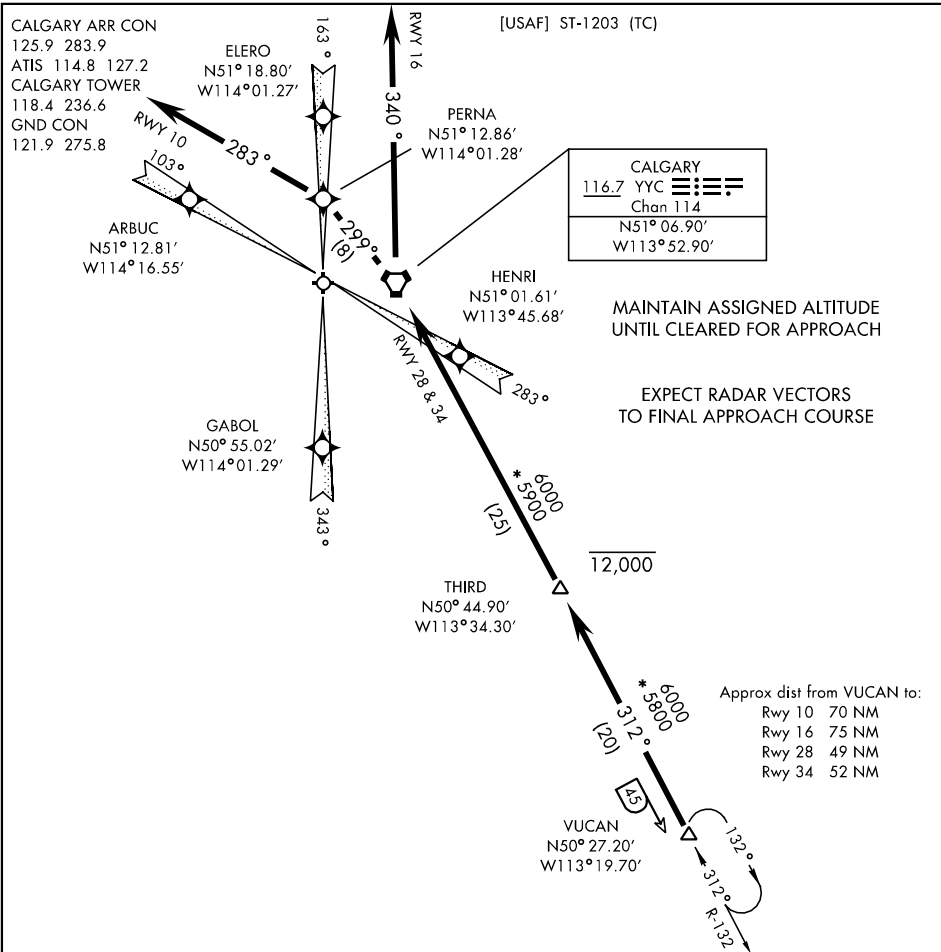 CALGARY ARR CON
125.9 283.9
ATIS 114.8 127.2
CALGARY TOWER
118.4 236.6
GND CON
121.9 275.8
[USAF] ST-1203 (TC)
163°
ELERO
N51° 18.80'
W114° 01.27'
RWY 16
340°
PERNA
N51° 12.86'
W114° 01.28'
RWY 10
283°
103°
CALGARY
116.7 YYC
Chan 114
N51° 06.90'
W113° 52.90'
ARBUC
N51° 12.81'
W114° 16.55'
299°
(8)
HENRI
N51° 01.61'
W113° 45.68'
MAINTAIN ASSIGNED ALTITUDE
UNTIL CLEARED FOR APPROACH
RWY 28 & 34
283°
EXPECT RADAR VECTORS
TO FINAL APPROACH COURSE
GABOL
N50° 55.02'
W114° 01.29'
343°
6000
* 5900
(25)
12,000
THIRD
N50° 44.90'
W113° 34.30'
6000
* 5800
312°
(20)
Approx dist from VUCAN to:
Rwy 10 70 NM
Rwy 16 75 NM
Rwy 28 49 NM
Rwy 34 52 NM
45
VUCAN
N50° 27.20'
W113° 19.70'
132°
312°
R-132